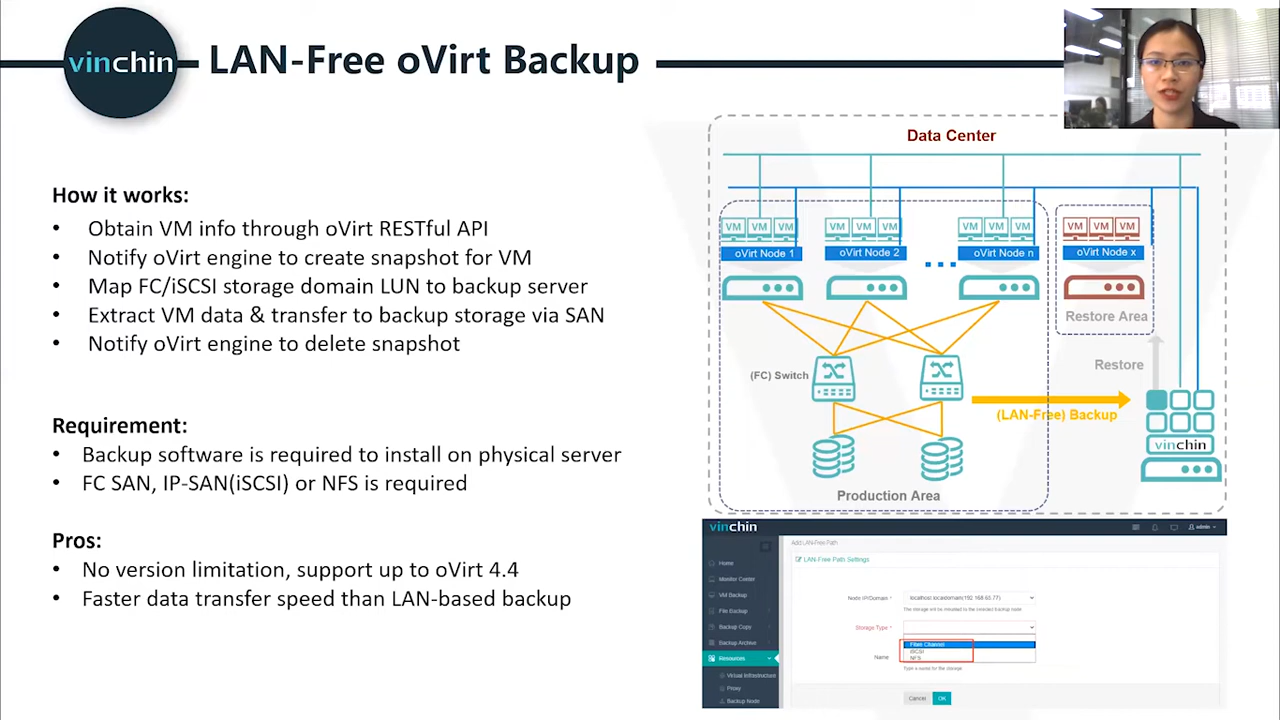 vinchin
LAN-Free oVirt Backup
How it works:
• Obtain VM info through oVirt RESTful API
• Notify oVirt engine to create snapshot for VM
• Map FC/iSCSI storage domain LUN to backup server
• Extract VM data & transfer to backup storage via SAN
• Notify oVirt engine to delete snapshot
Requirement:
• Backup software is required to install on physical server
• FC SAN, IP-SAN(iSCSI) or NFS is required
Pros:
• No versin limitation, support up to oVirt 4.4
• Faster data transfer speed than LAN-based backup
Data Center
VM VM VM
VM VM VM
VM VM VM
VM VM VM
oVirt Node 1
oVirt Node 2
oVirt Node n
oVirt Node x
Restore Area
Restore
(FC) Switch
(LAN-Free) Backup
vinchin
Production Area
vinchin
admin
Home
Monitor Center
VM Backup
File Backup
Backup Copy
Backup Archive
Resources
Virtual Infrastructure
Proxy
Backup Node
Add LAN-Free Path
LAN-Free Path Settings
Node IP/Domain *
localhost.localdomain(192.168.65.77)
Storage Type *
Fibre Channel
iSCSI
NFS
Name
Type a name for the storage
Cancel
OK